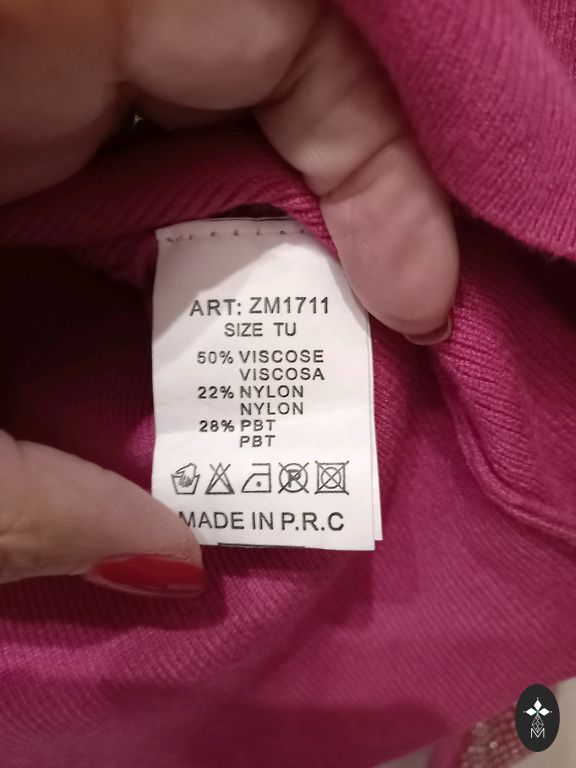 ART: ZM1711
SIZE TU
50% VISCOSE
VISCOSA
22% NYLON
NYLON
28% PBT
PBT
P
MADE IN P.R.C
M